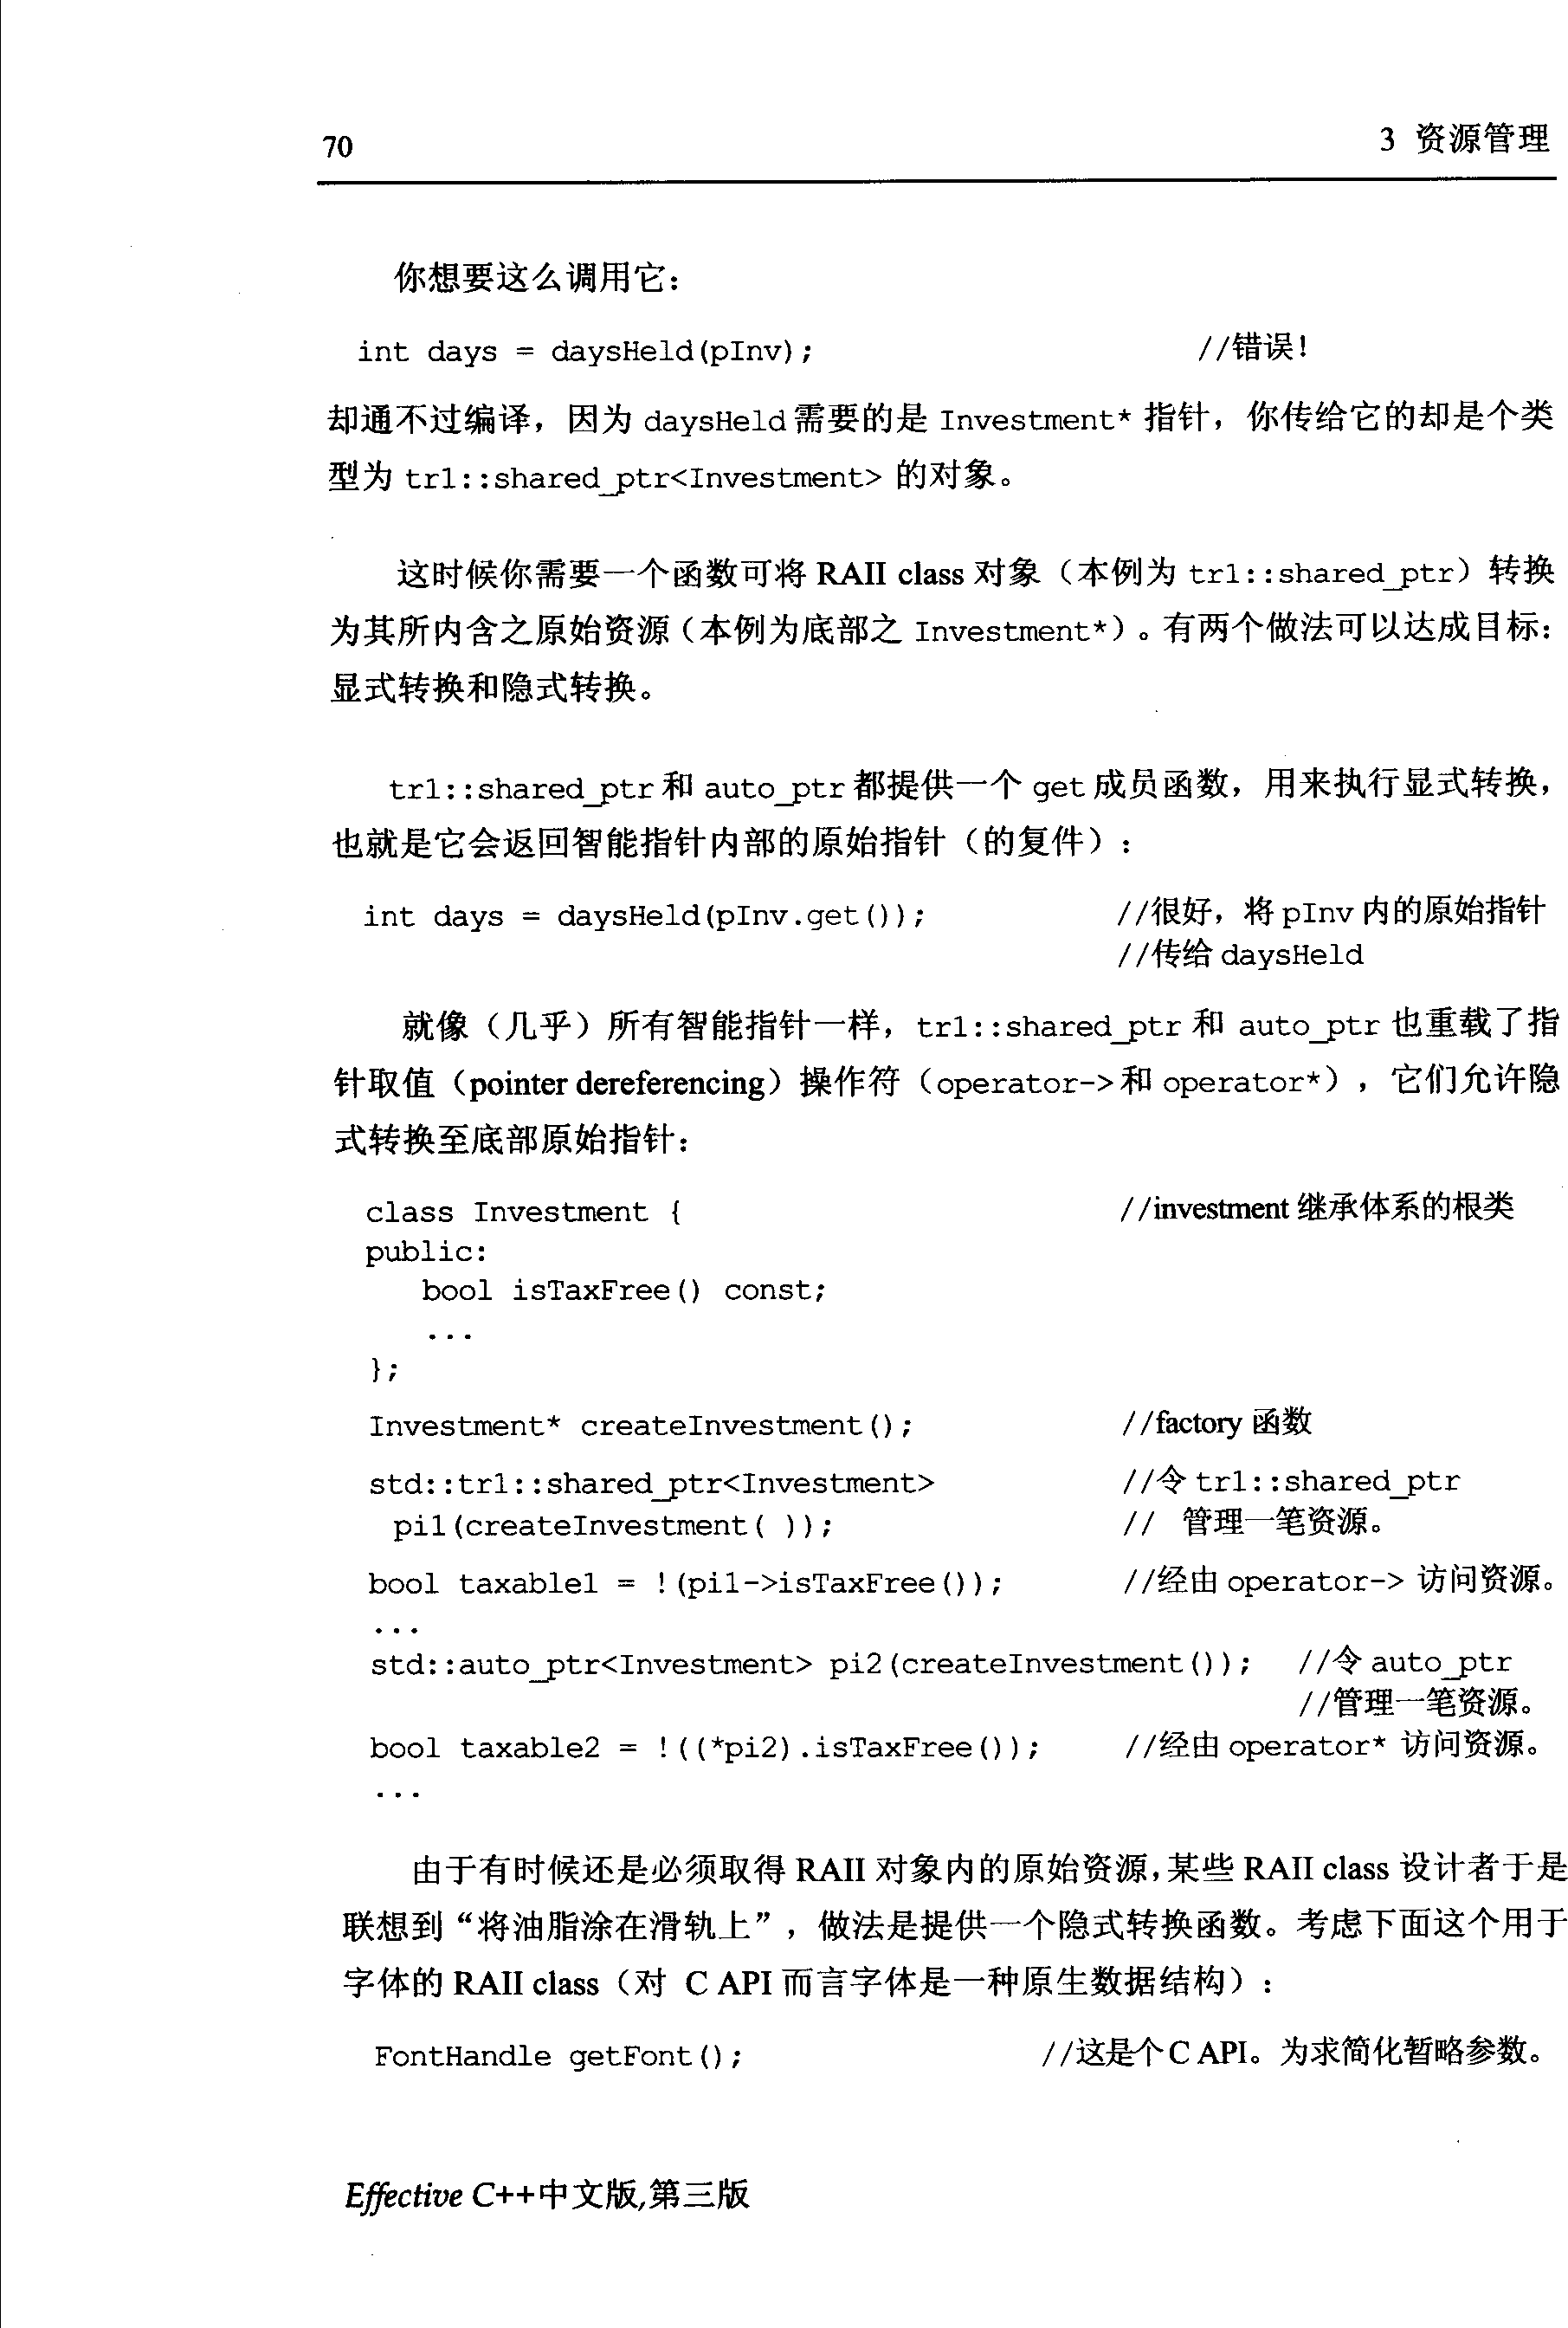 70 3 资源管理
你想要这么调用它：
int days = daysHeld(pInv); //错误！
却通不过编译，因为 daysHeld需要的是 Investment* 指针，你传给它的却是个类
型为 tr1::shared_ptr<Investment> 的对象。
这时候你需要一个函数可将 RAII class 对象（本例为 tr1::shared_ptr）转换
为其所内含之原始资源（本例为底部之 Investment*）。有两个做法可以达成目标：
显式转换和隐式转换。
tr1::shared_ptr 和 auto_ptr 都提供一个 get 成员函数，用来执行显式转换，
也就是它会返回智能指针内部的原始指针（的复件）：
int days = daysHeld(pInv.get()); //很好，将 pInv 内的原始指针
//传给 daysHeld
就像（几乎）所有智能指针一样，tr1::shared_ptr 和 auto_ptr 也重载了指
针取值（pointer dereferencing）操作符（operator->和 operator*），它们允许隐
式转换至底部原始指针：
class Investment { //investment 继承体系的根类
public:
bool isTaxFree() const;
...
};
Investment* createInvestment(); //factory 函数
std::tr1::shared_ptr<Investment> //令 tr1::shared_ptr
pi1(createInvestment( )); // 管理一笔资源。
bool taxable1 = !(pi1->isTaxFree()); //经由 operator-> 访问资源。
...
std::auto_ptr<Investment> pi2(createInvestment()); //令 auto_ptr
//管理一笔资源。
bool taxable2 = !((*pi2).isTaxFree()); //经由 operator* 访问资源。
...
由于有时候还是必须取得 RAII 对象内的原始资源，某些 RAII class 设计者于是
联想到“将油脂涂在滑轨上”，做法是提供一个隐式转换函数。考虑下面这个用于
字体的 RAII class（对 C API 而言字体是一种原生数据结构）：
FontHandle getFont(); //这是个 C API。为求简化暂略参数。
Effective C++中文版,第三版